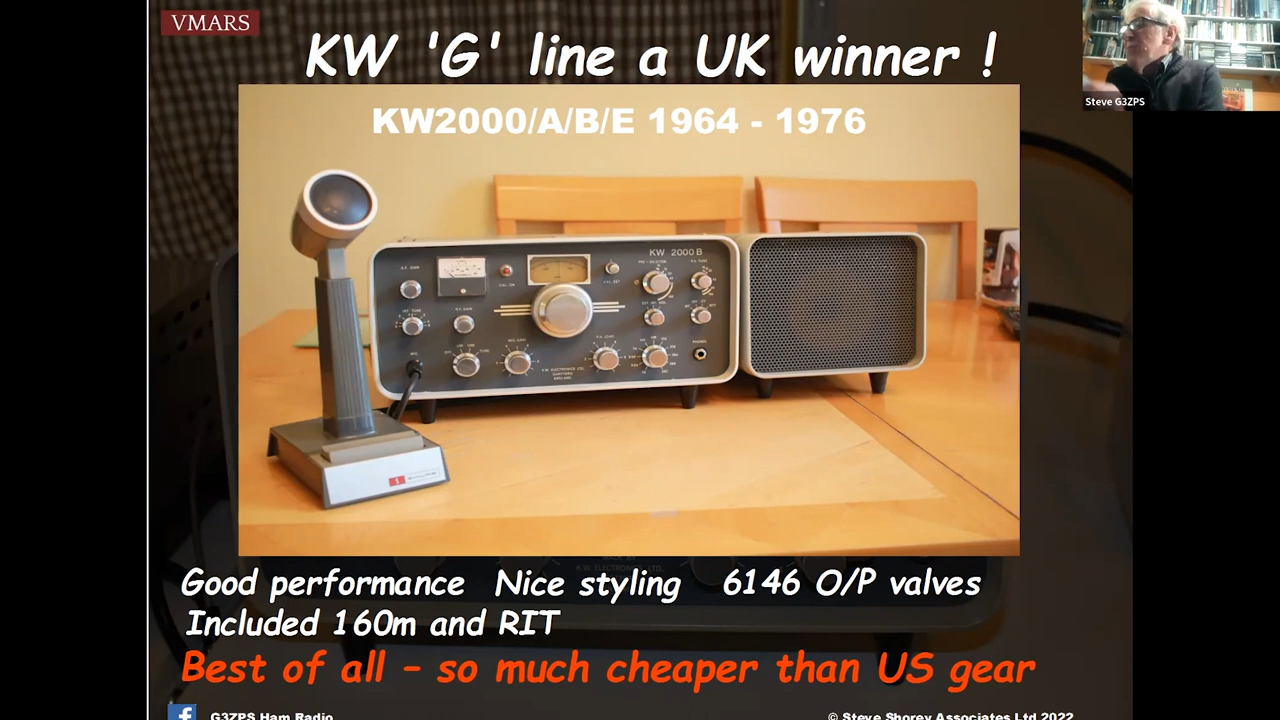 VMARS
KW 'G' line a UK winner !
Steve G3ZPS
KW2000/A/B/E 1964 - 1976
KW 2000B
Good performance Nice styling 6146 O/P valves
Included 160m and RIT
Best of all – so much cheaper than US gear
G3ZPS Ham Radio © Steve Shorey Associates Ltd 2022